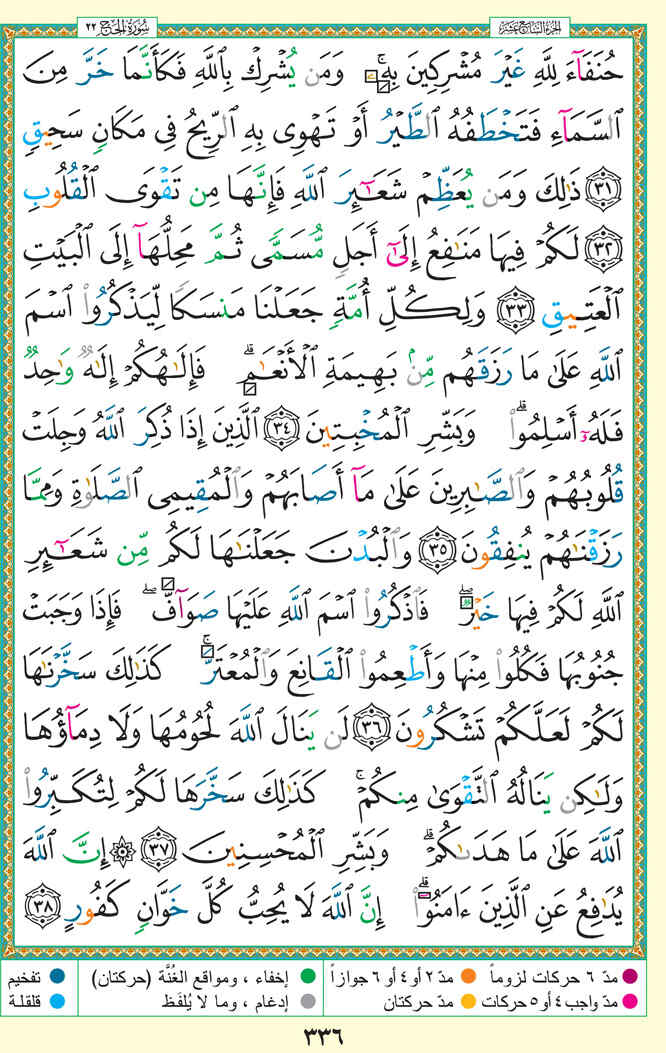 الجزء السابع عشر
سُورَةُ الحَجِّ ٢٢
حُنَفَآءَ لِلَّهِ غَيْرَ مُشْرِكِينَ بِهِۦۚ وَمَن يُشْرِكْ بِٱللَّهِ فَكَأَنَّمَا خَرَّ مِنَ
ٱلسَّمَآءِ فَتَخْطَفُهُ ٱلطَّيْرُ أَوْ تَهْوِى بِهِ ٱلرِّيحُ فِى مَكَانٍ سَحِيقٍ
﴿٣١﴾ ذَٰلِكَ وَمَن يُعَظِّمْ شَعَـٰٓئِرَ ٱللَّهِ فَإِنَّهَا مِن تَقْوَى ٱلْقُلُوبِ
﴿٣٢﴾ لَكُمْ فِيهَا مَنَـٰفِعُ إِلَىٰٓ أَجَلٍ مُّسَمًّى ثُمَّ مَحِلُّهَآ إِلَى ٱلْبَيْتِ
ٱلْعَتِيقِ ﴿٣٣﴾ وَلِكُلِّ أُمَّةٍ جَعَلْنَا مَنسَكًا لِّيَذْكُرُوا۟ ٱسْمَ
ٱللَّهِ عَلَىٰ مَا رَزَقَهُم مِّنۢ بَهِيمَةِ ٱلْأَنْعَـٰمِۗ فَإِلَـٰهُكُمْ إِلَـٰهٌ وَٰحِدٌ
فَلَهُۥٓ أَسْلِمُوا۟ۗ وَبَشِّرِ ٱلْمُخْبِتِينَ ﴿٣٤﴾ ٱلَّذِينَ إِذَا ذُكِرَ ٱللَّهُ وَجِلَتْ
قُلُوبُهُمْ وَٱلصَّـٰبِرِينَ عَلَىٰ مَآ أَصَابَهُمْ وَٱلْمُقِيمِى ٱلصَّلَوٰةِ وَمِمَّا
رَزَقْنَـٰهُمْ يُنفِقُونَ ﴿٣٥﴾ وَٱلْبُدْنَ جَعَلْنَـٰهَا لَكُم مِّن شَعَـٰٓئِرِ
ٱللَّهِ لَكُمْ فِيهَا خَيْرٌۖ فَٱذْكُرُوا۟ ٱسْمَ ٱللَّهِ عَلَيْهَا صَوَآفَّۖ فَإِذَا وَجَبَتْ
جُنُوبُهَا فَكُلُوا۟ مِنْهَا وَأَطْعِمُوا۟ ٱلْقَانِعَ وَٱلْمُعْتَرَّۚ كَذَٰلِكَ سَخَّرْنَـٰهَا
لَكُمْ لَعَلَّكُمْ تَشْكُرُونَ ﴿٣٦﴾ لَن يَنَالَ ٱللَّهَ لُحُومُهَا وَلَا دِمَآؤُهَا
وَلَـٰكِن يَنَالُهُ ٱلتَّقْوَىٰ مِنكُمْۚ كَذَٰلِكَ سَخَّرَهَا لَكُمْ لِتُكَبِّرُوا۟
ٱللَّهَ عَلَىٰ مَا هَدَىٰكُمْۗ وَبَشِّرِ ٱلْمُحْسِنِينَ ﴿٣٧﴾ ۞ إِنَّ ٱللَّهَ
يُدَٰفِعُ عَنِ ٱلَّذِينَ ءَامَنُوٓا۟ۗ إِنَّ ٱللَّهَ لَا يُحِبُّ كُلَّ خَوَّانٍ كَفُورٍ ﴿٣٨﴾
مدّ ٦ حركات لزوماً ● مدّ ٢ أو ٤ أو ٦ جوازاً ● إخفاء ، ومواقع الغُنَّة (حركتان) ● تفخيم
مدّ واجب ٤ أو ٥ حركات ● مدّ حركتان ● إدغام ، وما لا يُلفَظ ● قلقلة
٣٣٦